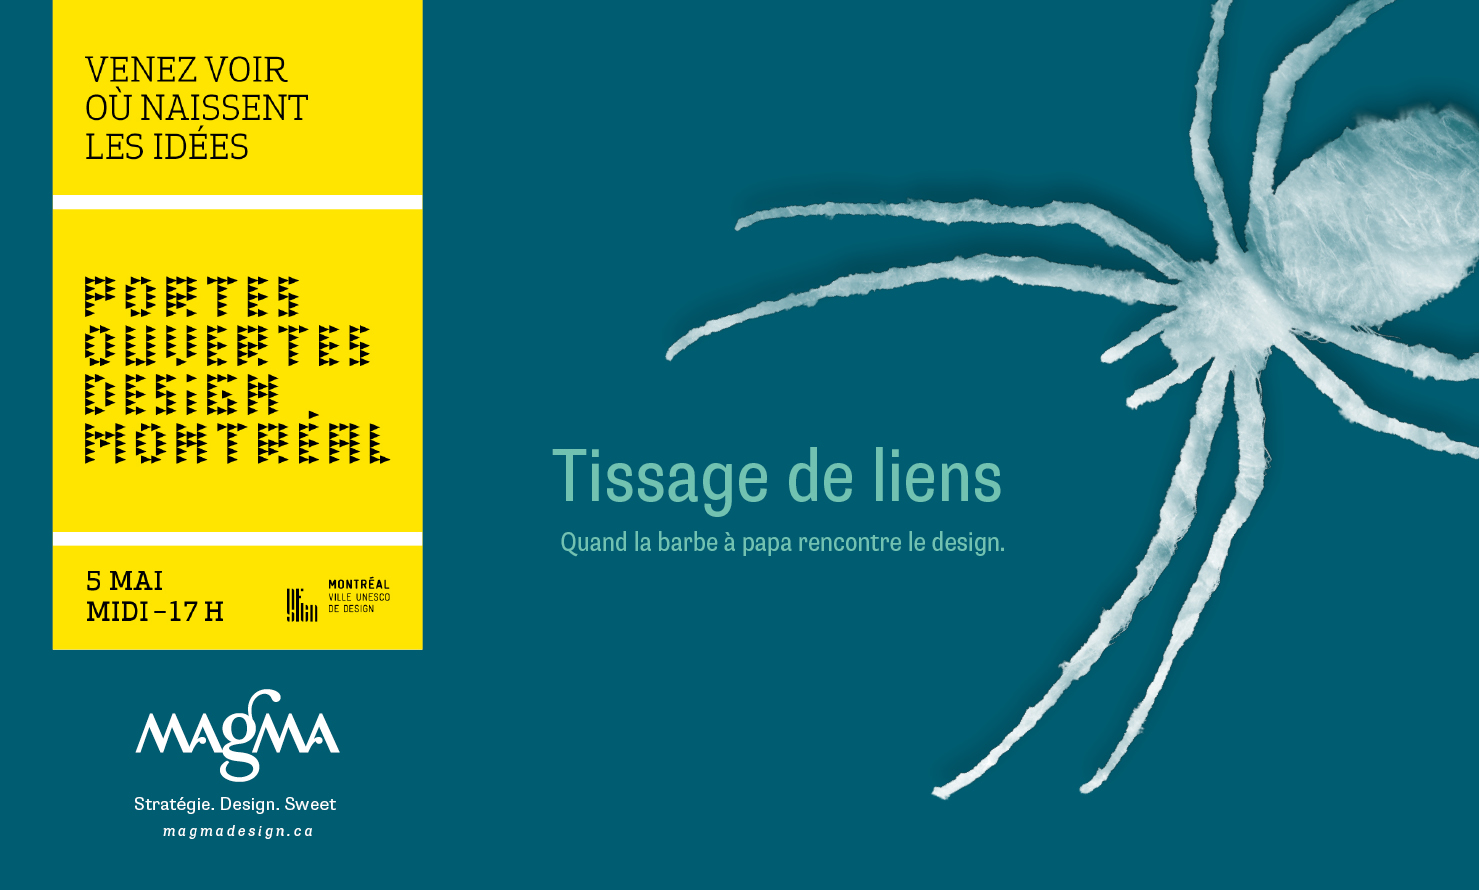 VENEZ VOIR
OÙ NAISSENT
LES IDÉES
PORTES
OUVERTES
DESIGN
MONTRÉAL
5 MAI
MIDI – 17 H
MONTRÉAL
VILLE UNESCO
DE DESIGN
MAgMA
Stratégie. Design. Sweet
magmadesign.ca
Tissage de liens
Quand la barbe à papa rencontre le design.